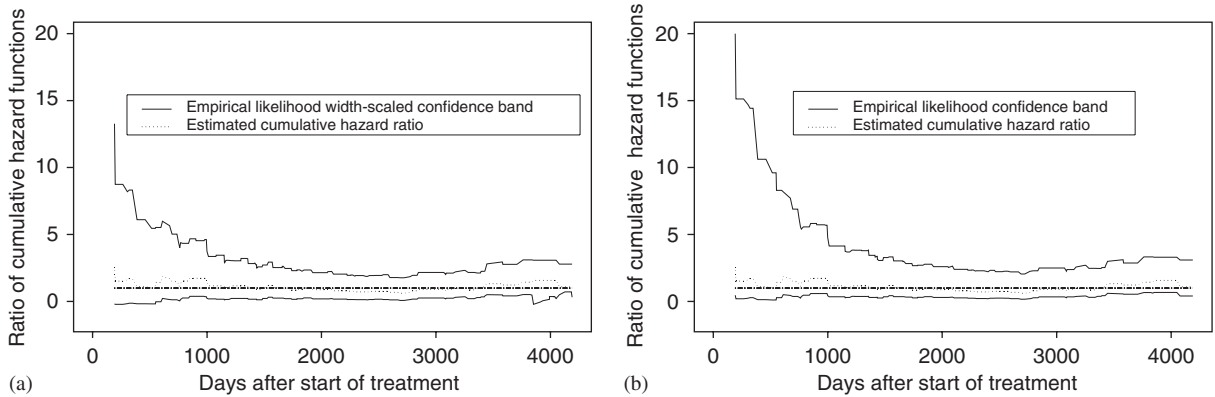 Ratio of cumulative hazard functions
20
15
10
5
0
Empirical likelihood width-scaled confidence band
Estimated cumulative hazard ratio
0 1000 2000 3000 4000
(a)
Days after start of treatment
Ratio of cumulative hazard functions
20
15
10
5
0
Empirical likelihood confidence band
Estimated cumulative hazard ratio
0 1000 2000 3000 4000
(b)
Days after start of treatment